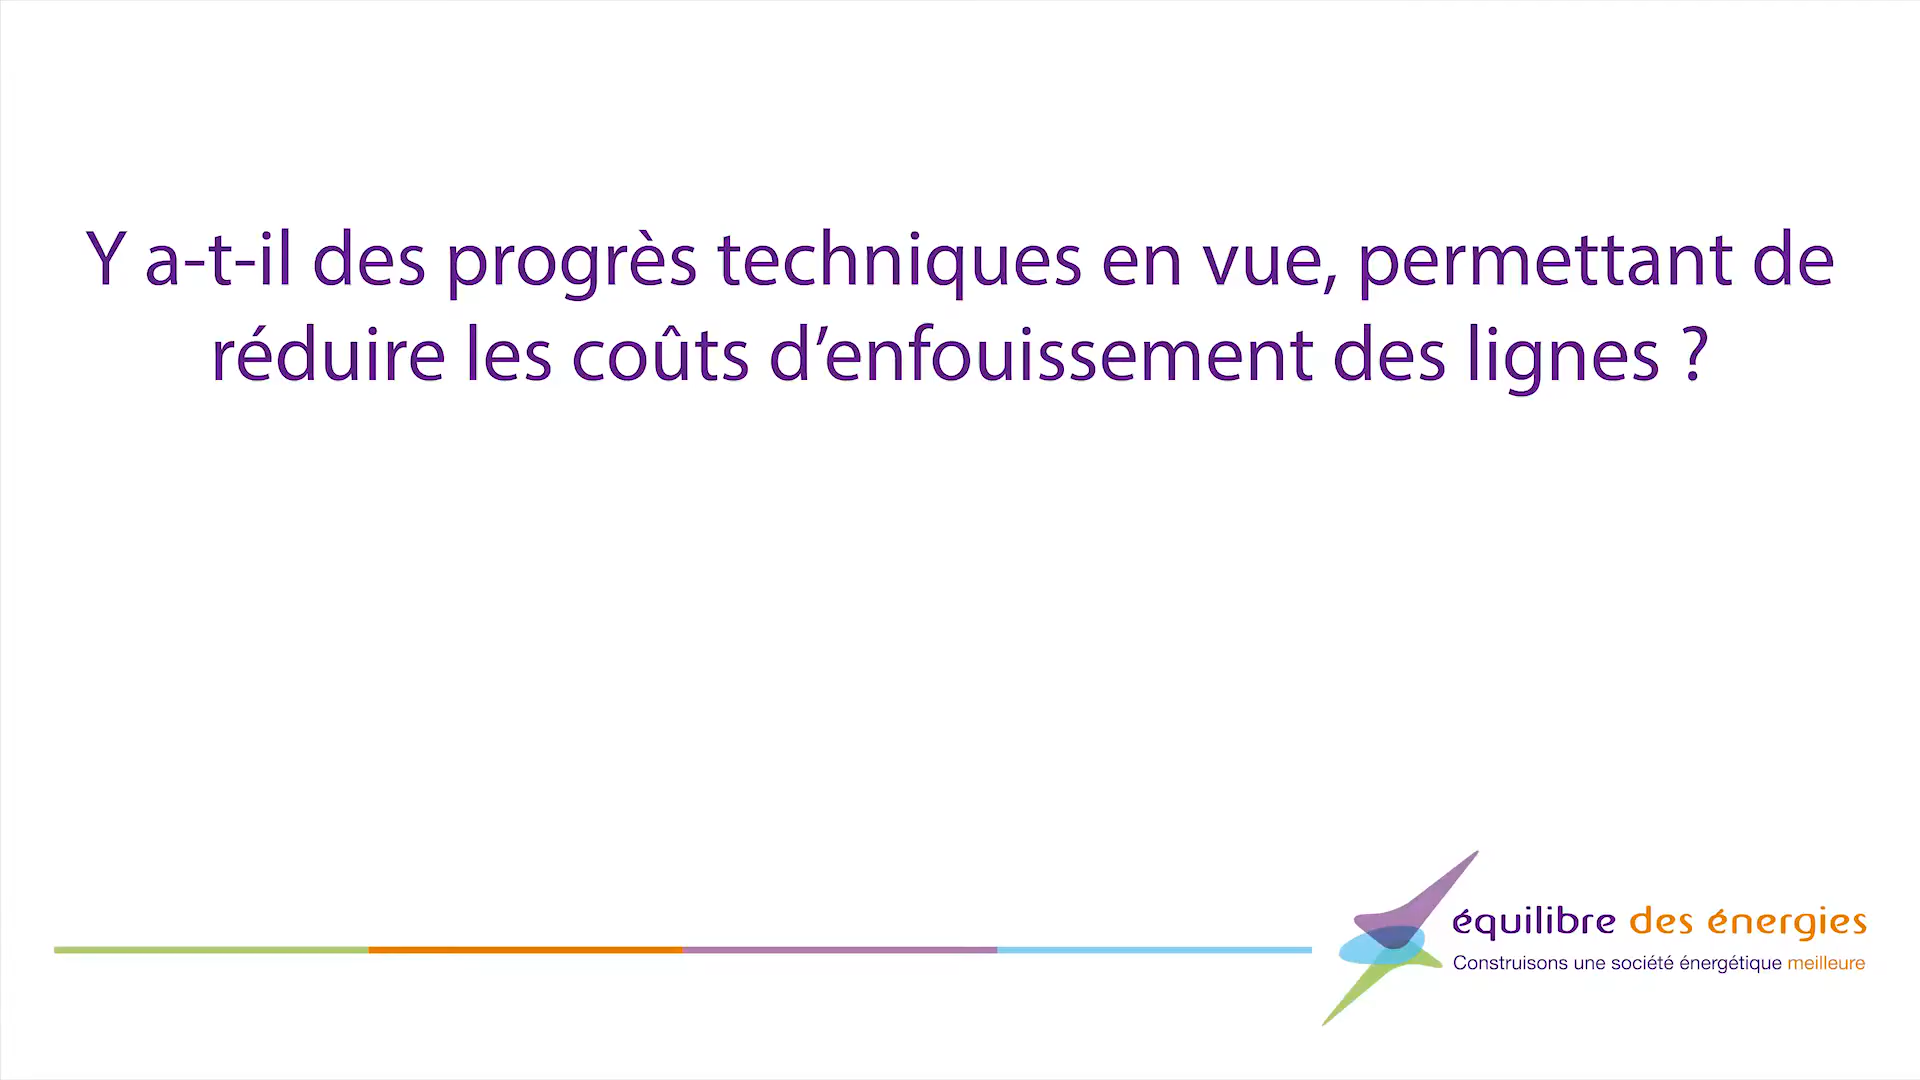 Y a-t-il des progrès techniques en vue, permettant de
réduire les coûts d’enfouissement des lignes ?
équilibre des énergies
Construisons une société énergétique meilleure